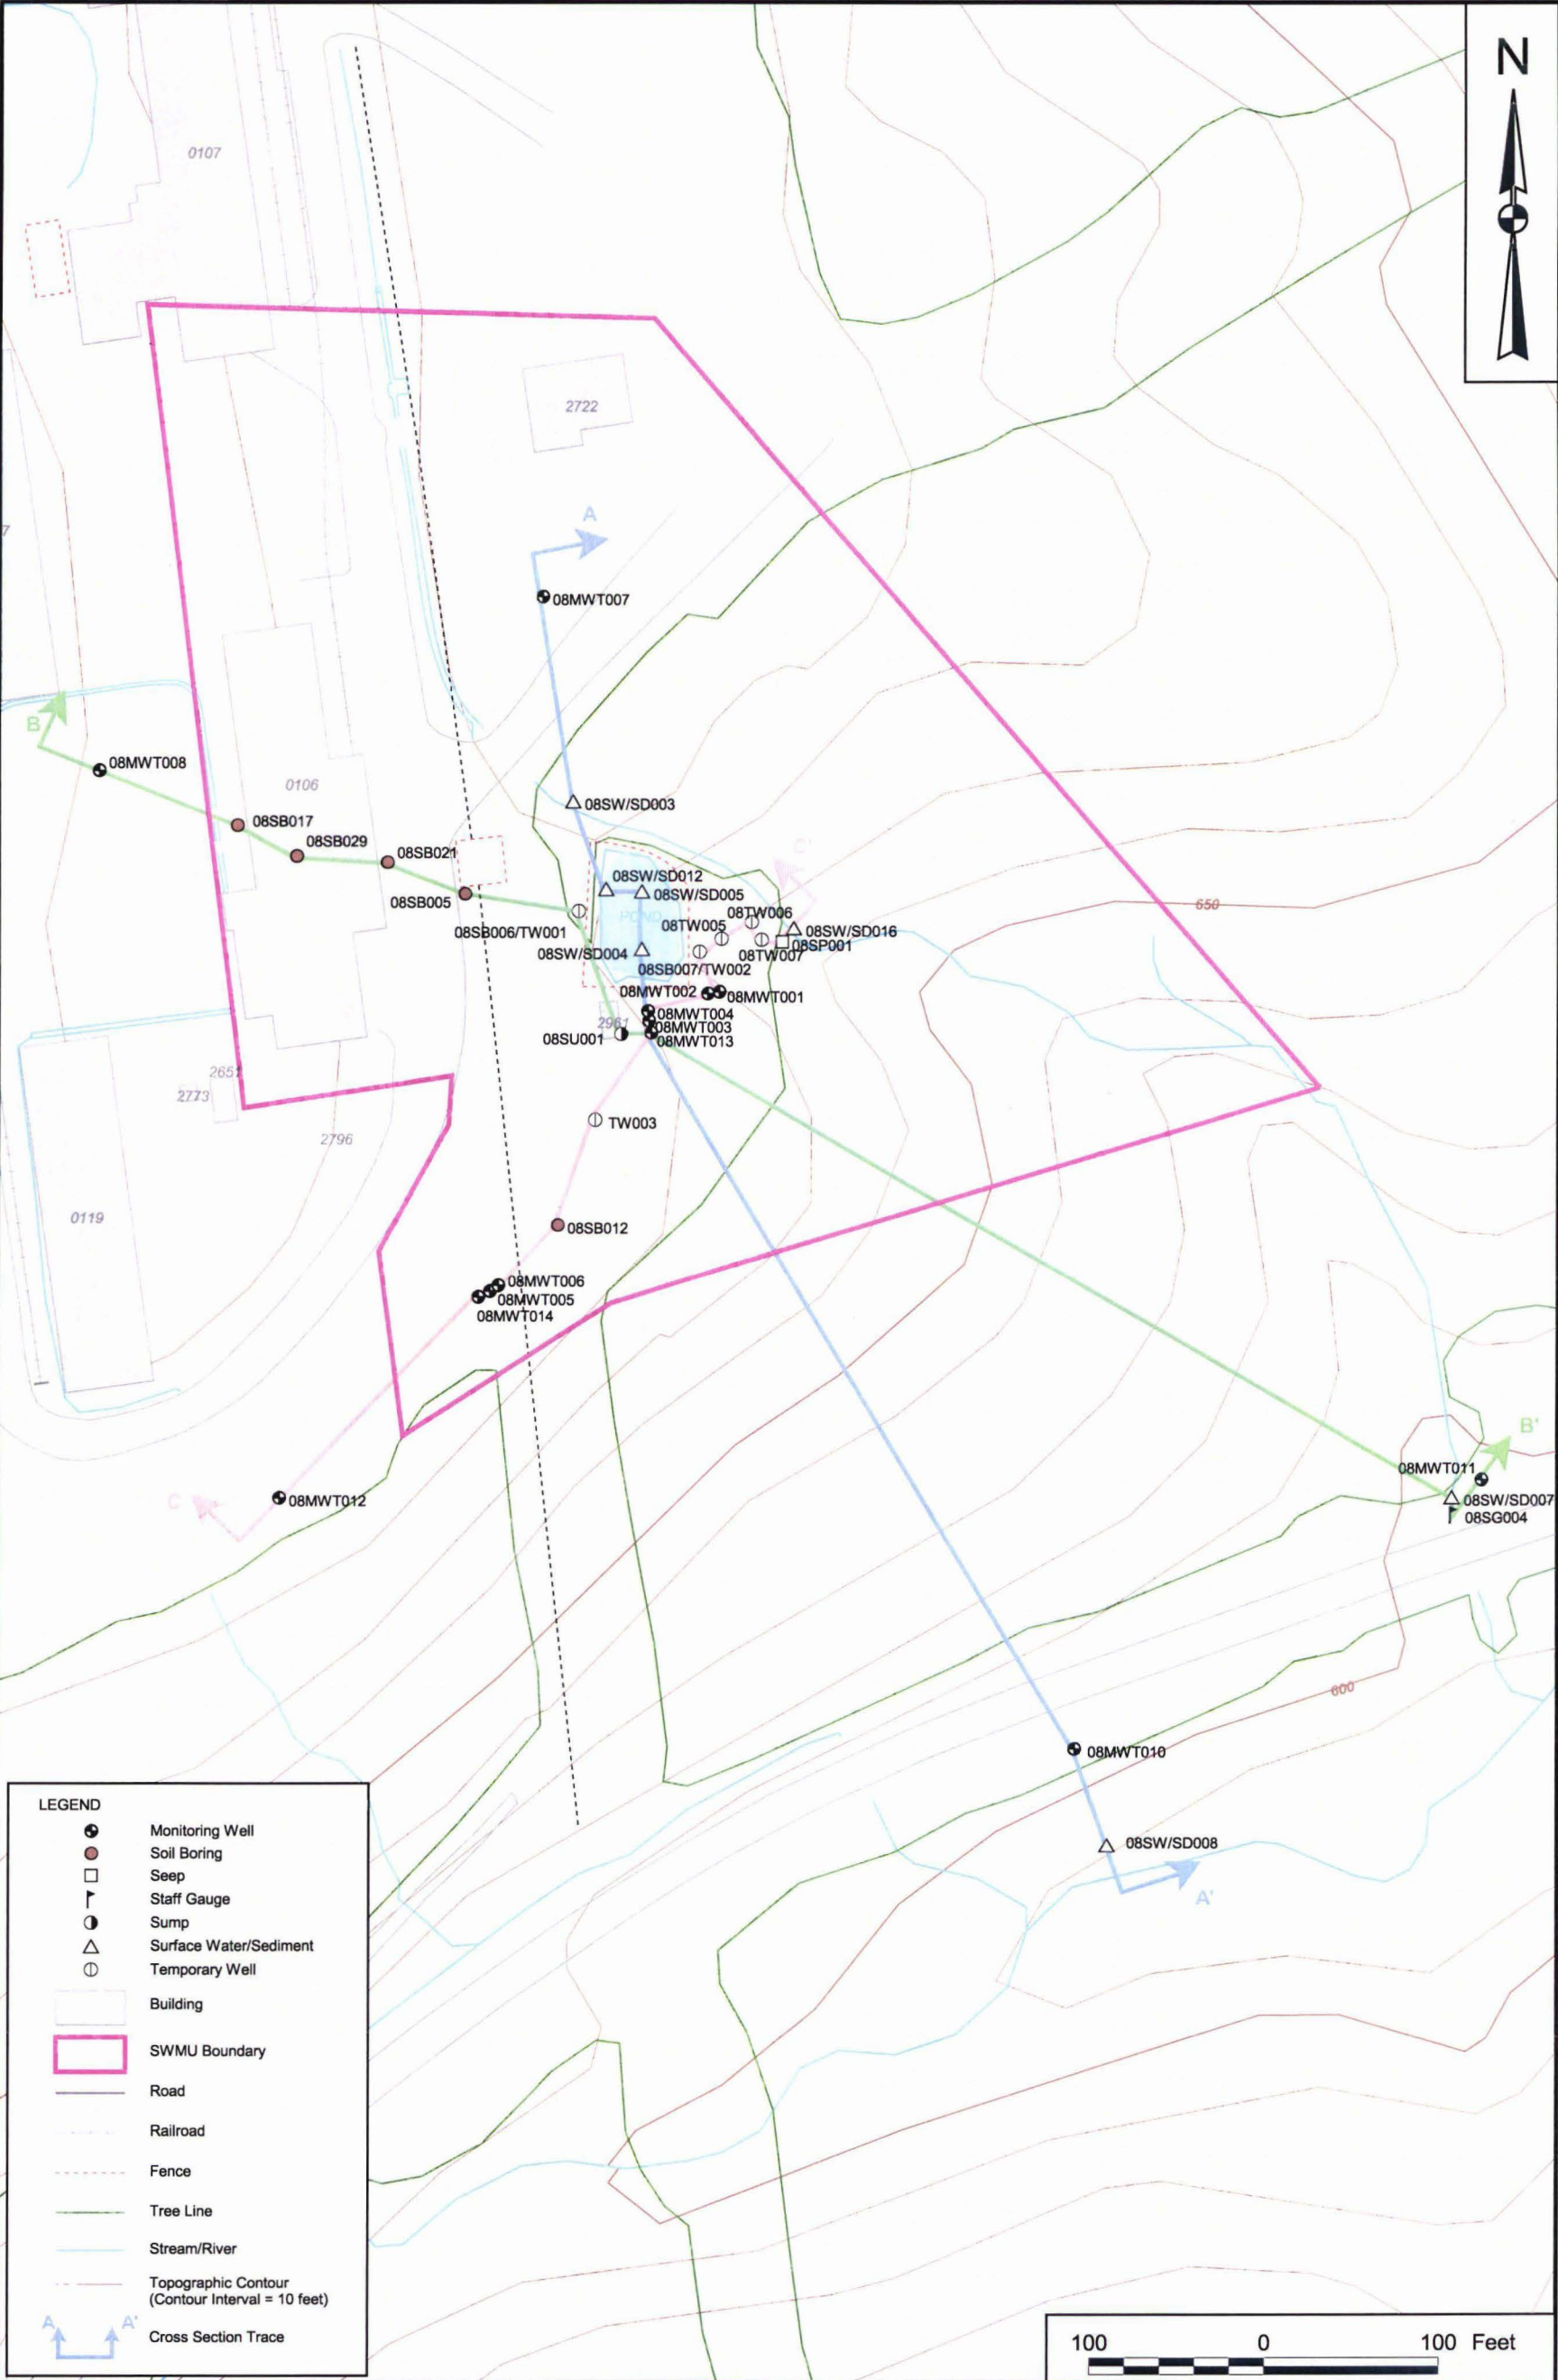 N
0107
2722
7
A
08MWT007
B
08MWT008
0106
08SW/SD003
08SB017
08SB029
08SB021
C'
08SW/SD012
08SW/SD005
08SB005
POND
08TW006
650
08TW005
08SB006/TW001
08SW/SD016
08SP001
08SW/SD004
08TW007
08SB007/TW002
08MWT002
08MWT001
08MWT004
2961
08MWT003
08SU001
08MWT013
2651
2773
TW003
2796
0119
08SB012
08MWT006
08MWT005
08MWT014
B'
08MWT011
C
08MWT012
08SW/SD007
08SG004
600
08MWT010
08SW/SD008
A'
LEGEND
Monitoring Well
Soil Boring
Seep
Staff Gauge
Sump
Surface Water/Sediment
Temporary Well
Building
SWMU Boundary
Road
Railroad
Fence
Tree Line
Stream/River
Topographic Contour
(Contour Interval = 10 feet)
A A'
Cross Section Trace
100 0 100 Feet